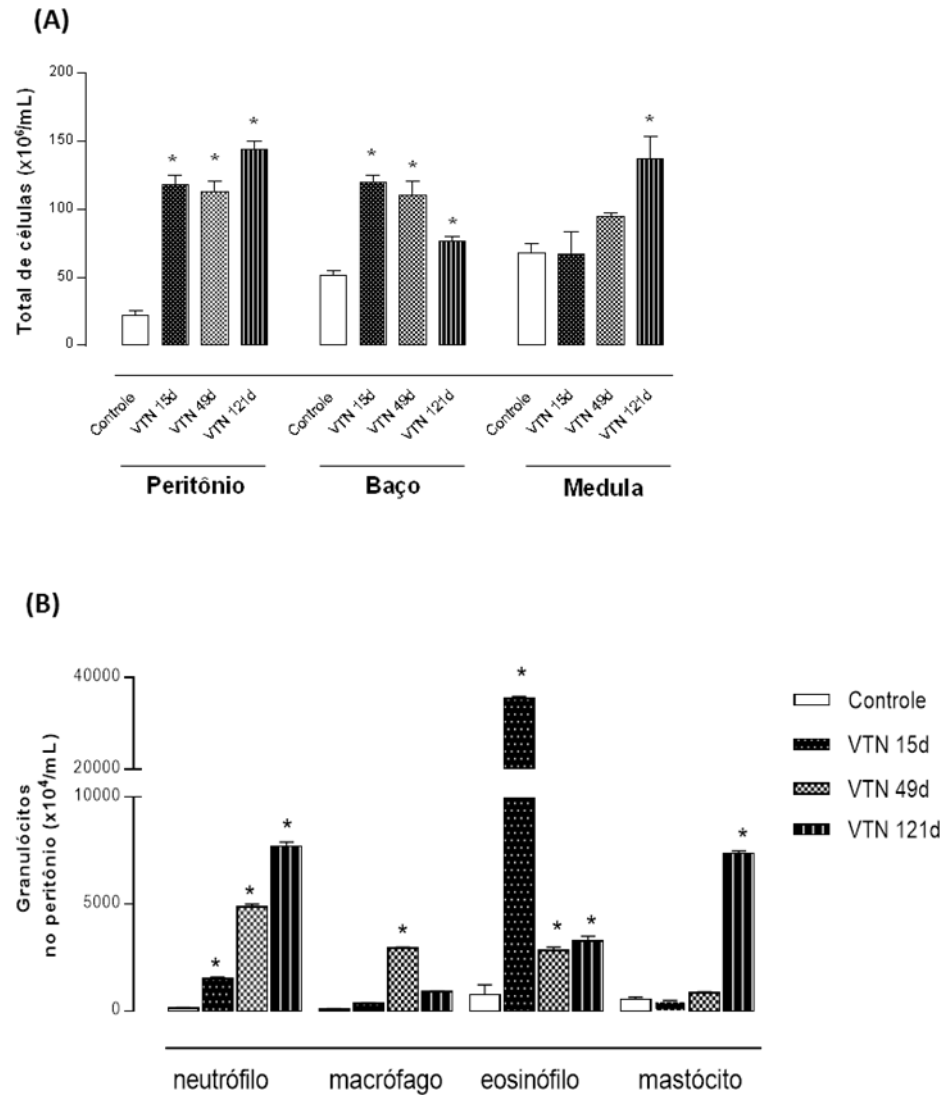 (A)
Total de células (x10⁶/mL)
200
150
100
50
0
* * *
* * *
*
Controle VTN 15d VTN 49d VTN 121d
Controle VTN 15d VTN 49d VTN 121d
Controle VTN 15d VTN 49d VTN 121d
Peritônio Baço Medula
(B)
Granulócitos
no peritônio (x10⁴/mL)
40000
20000
10000
5000
0
* * *
*
* * *
*
Controle
VTN 15d
VTN 49d
VTN 121d
neutrófilo macrófago eosinófilo mastócito